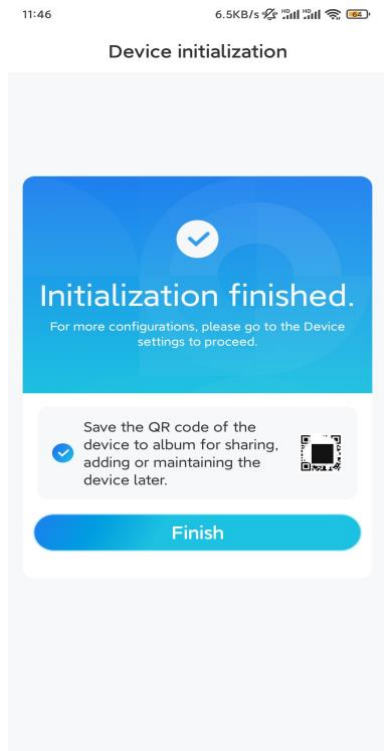 11:46
6.5KB/s HD HD 64
Device initialization
Initialization finished.
For more configurations, please go to the Device
settings to proceed.
Save the QR code of the
device to album for sharing,
adding or maintaining the
device later.
Finish